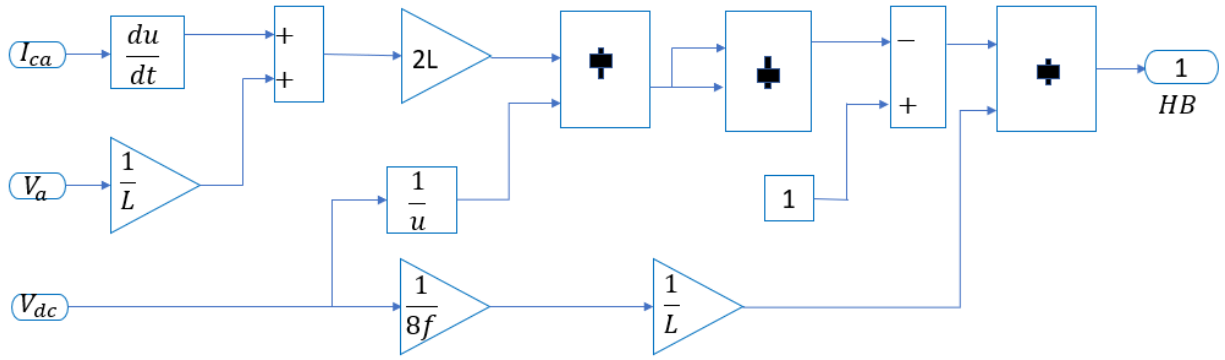 I_ca
du/dt
+
+
2L
−
+
1
HB
V_a
1/L
1/u
1
V_dc
1/8f
1/L